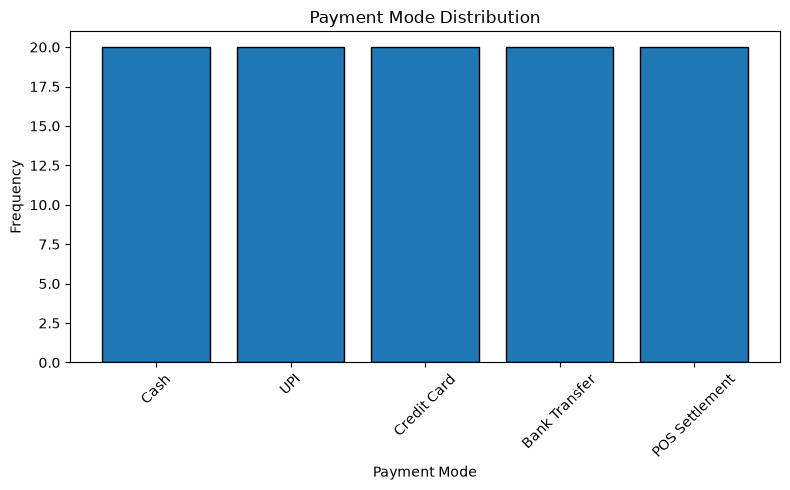 Payment Mode Distribution
20.0
17.5
15.0
12.5
10.0
7.5
5.0
2.5
0.0
Frequency
Cash
UPI
Credit Card
Bank Transfer
POS Settlement
Payment Mode